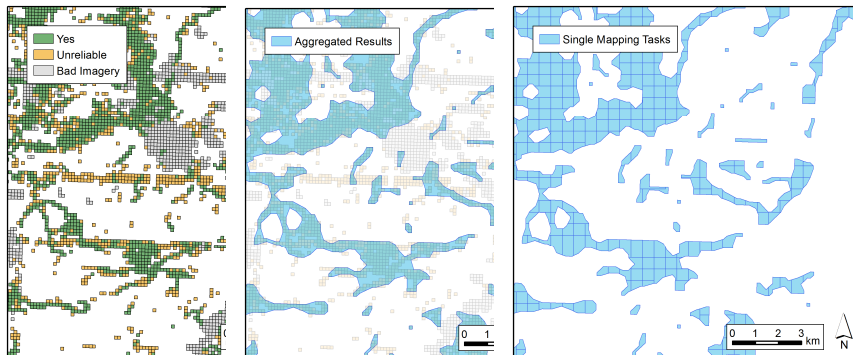 Yes
Unreliable
Bad Imagery
Aggregated Results
0 1
Single Mapping Tasks
0 1 2 3
km
N